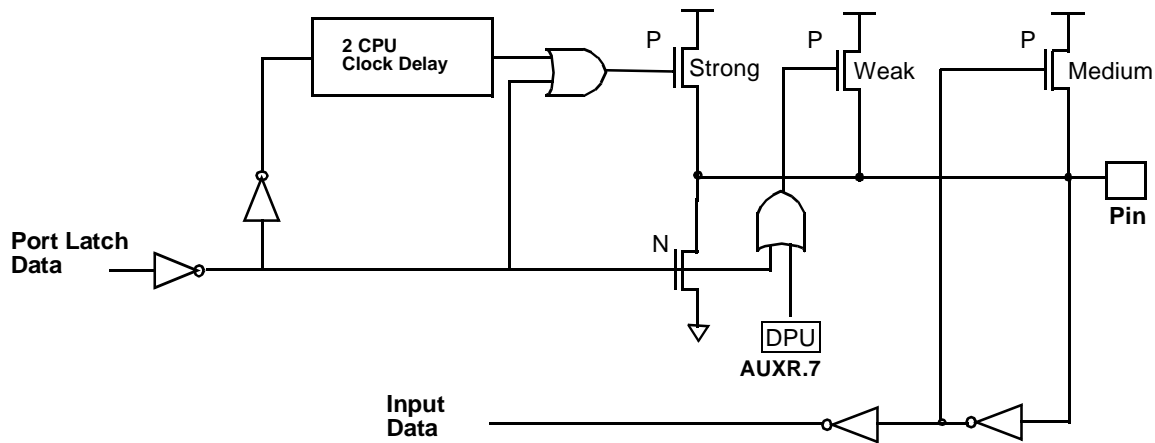 2 CPU
Clock Delay
P
Strong
P
Weak
P
Medium
Pin
Port Latch
Data
N
DPU
AUXR.7
Input
Data